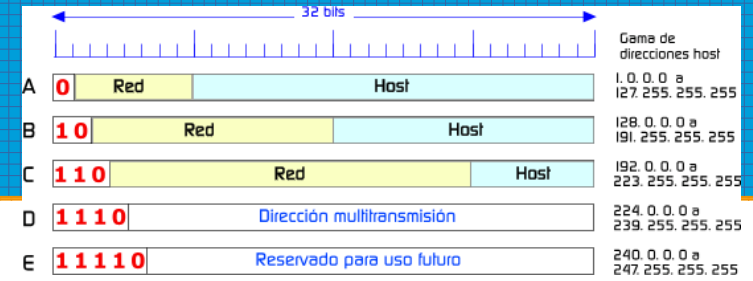 32 bits
Gama de
direcciones host
A 0 Red Host 1. 0. 0. 0 a
127. 255. 255. 255
B 1 0 Red Host 128. 0. 0. 0 a
191. 255. 255. 255
C 1 1 0 Red Host 192. 0. 0. 0 a
223. 255. 255. 255
D 1 1 1 0 Dirección multitransmisión 224. 0. 0. 0 a
239. 255. 255. 255
E 1 1 1 1 0 Reservado para uso futuro 240. 0. 0. 0 a
247. 255. 255. 255